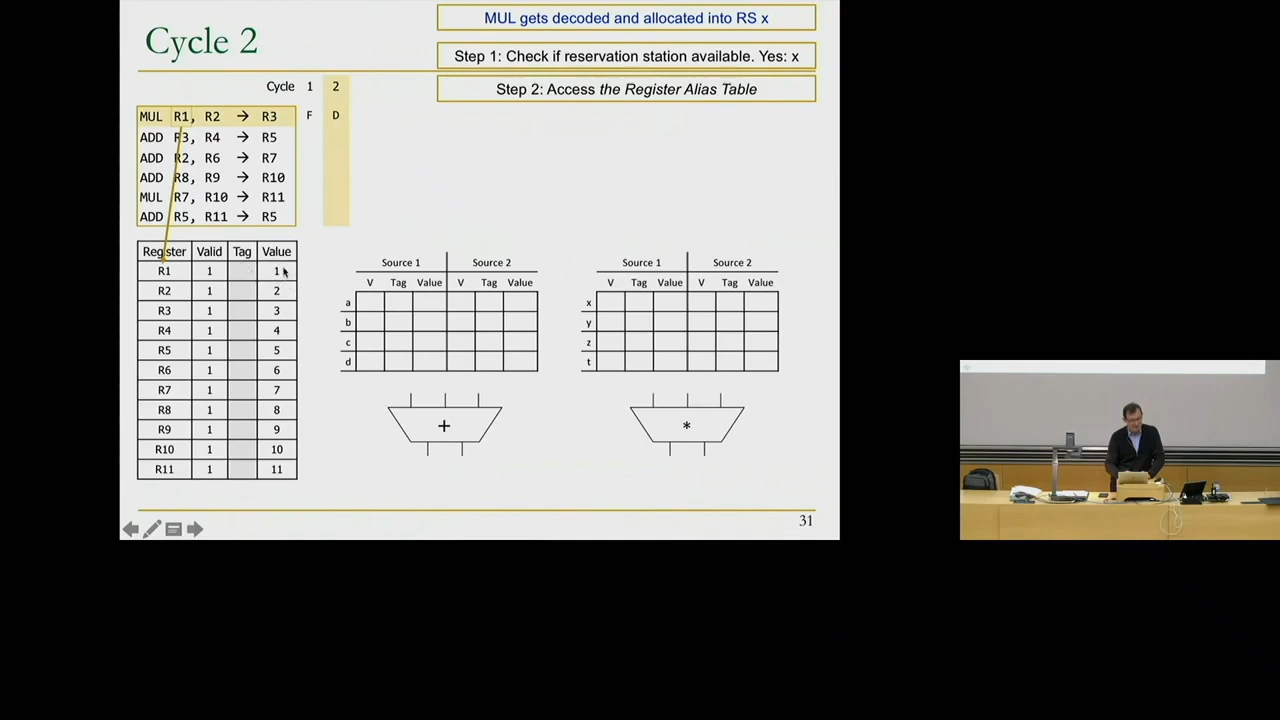 Cycle 2
MUL gets decoded and allocated into RS x
Step 1: Check if reservation station available. Yes: x
Step 2: Access the Register Alias Table
Cycle 1 2
MUL R1, R2 → R3 F D
ADD R3, R4 → R5
ADD R2, R6 → R7
ADD R8, R9 → R10
MUL R7, R10 → R11
ADD R5, R11 → R5
Register Valid Tag Value
R1 1 1
R2 1 2
R3 1 3
R4 1 4
R5 1 5
R6 1 6
R7 1 7
R8 1 8
R9 1 9
R10 1 10
R11 1 11
Source 1 Source 2
V Tag Value V Tag Value
a
b
c
d
+
Source 1 Source 2
V Tag Value V Tag Value
x
y
z
t
*
31